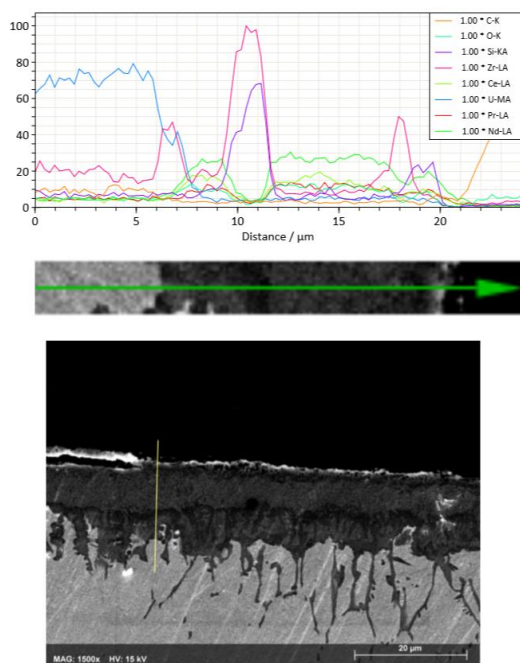 100
80
60
40
20
0
1.00 * C-K
1.00 * O-K
1.00 * Si-KA
1.00 * Zr-LA
1.00 * Ce-LA
1.00 * U-MA
1.00 * Pr-LA
1.00 * Nd-LA
0 5 10 15 20
Distance / µm
MAG: 1500x HV: 15 kV
20 µm